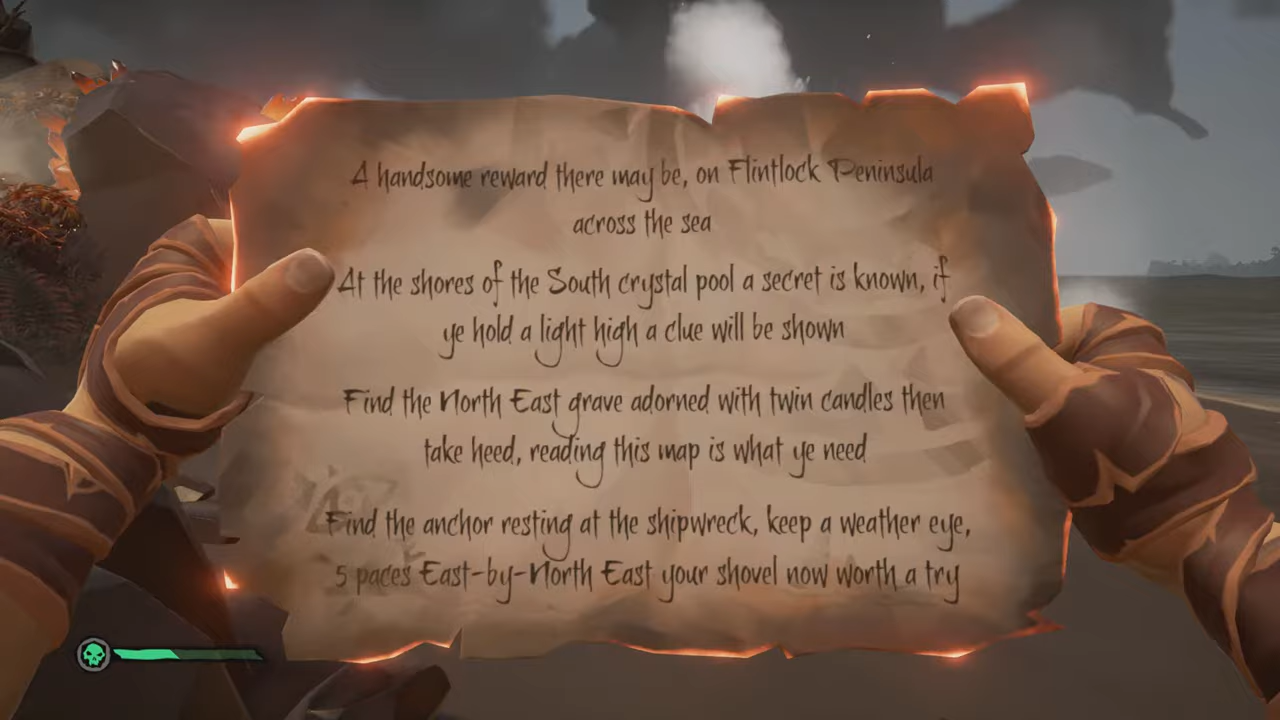 A handsome reward there may be, on Flintlock Peninsula
across the sea
At the shores of the South crystal pool a secret is known, if
ye hold a light high a clue will be shown
Find the North East grave adorned with twin candles then
take heed, reading this map is what ye need
Find the anchor resting at the shipwreck, keep a weather eye,
5 paces East-by-North East your shovel now worth a try